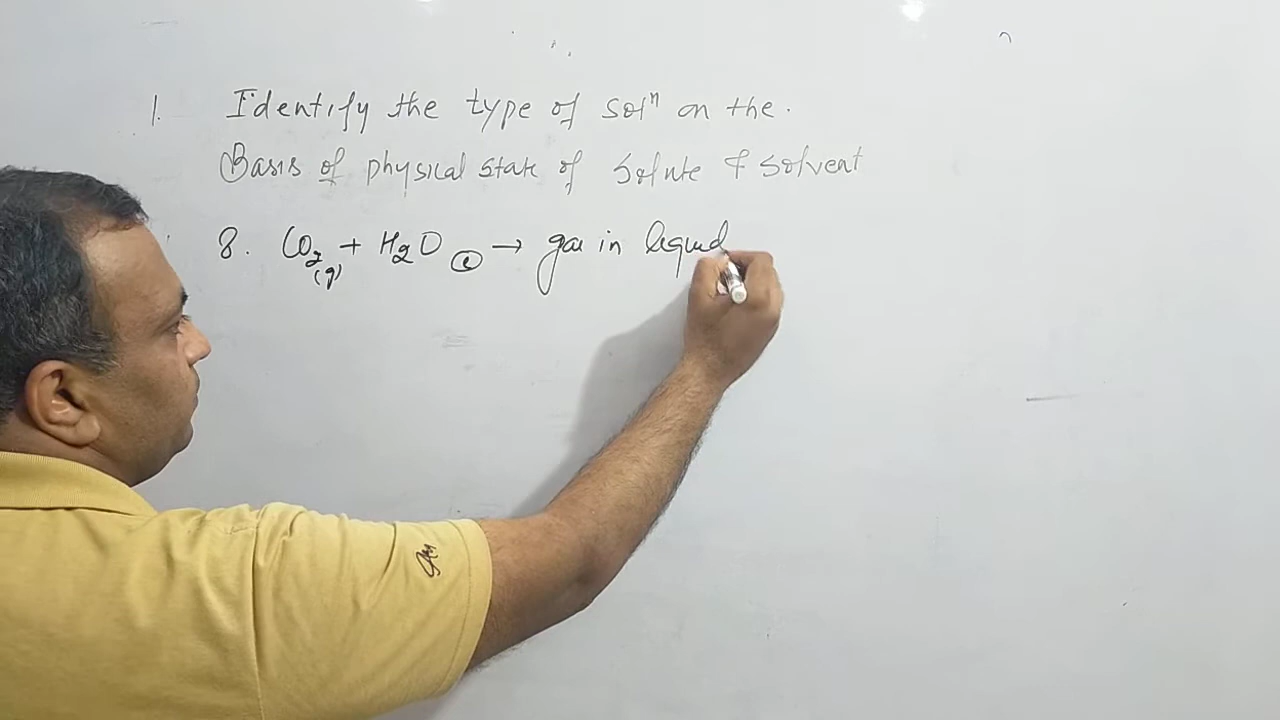 1. Identify the type of solⁿ on the.
Basis of physical state of solute & solvent
8. CO₂(g) + H₂O (l) → gas in liquid